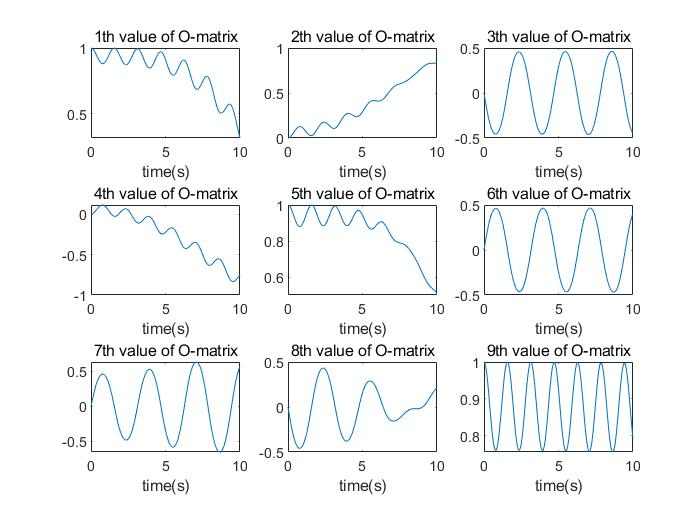 1th value of O-matrix 2th value of O-matrix 3th value of O-matrix
1 1 0.5
0.5 0.5 0
0 -0.5
0 5 10 0 5 10 0 5 10
time(s) time(s) time(s)
4th value of O-matrix 5th value of O-matrix 6th value of O-matrix
0 1 0.5
-0.5 0.8 0
-1 0.6 -0.5
0 5 10 0 5 10 0 5 10
time(s) time(s) time(s)
7th value of O-matrix 8th value of O-matrix 9th value of O-matrix
0.5 0.5 1
0 0 0.9
-0.5 -0.5 0.8
0 5 10 0 5 10 0 5 10
time(s) time(s) time(s)